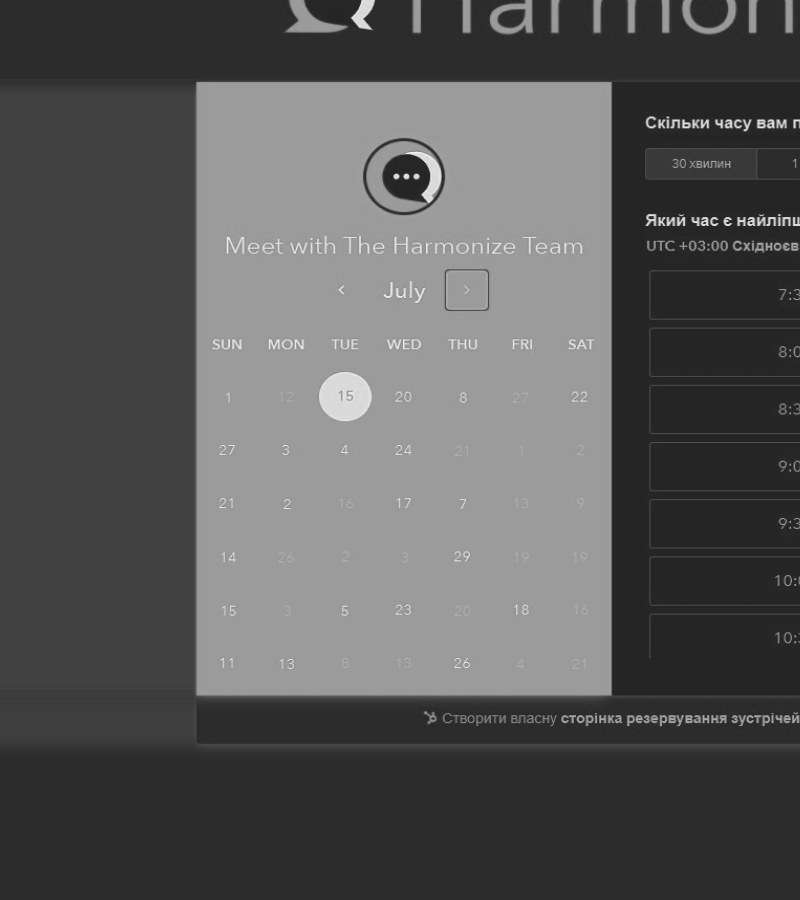 Harmon
Meet with The Harmonize Team
July
SUN MON TUE WED THU FRI SAT
1 12 15 20 8 27 22
27 3 4 24 21 1 2
21 2 16 17 7 13 9
14 26 2 3 29 19 19
15 3 5 23 20 18 16
11 13 8 13 26 4 21
Скільки часу вам п
30 хвилин 1
Який час є найліпш
UTC +03:00 Східноєв
7:3
8:0
8:3
9:0
9:3
10:0
10:3
Створити власну сторінка резервування зустрічей